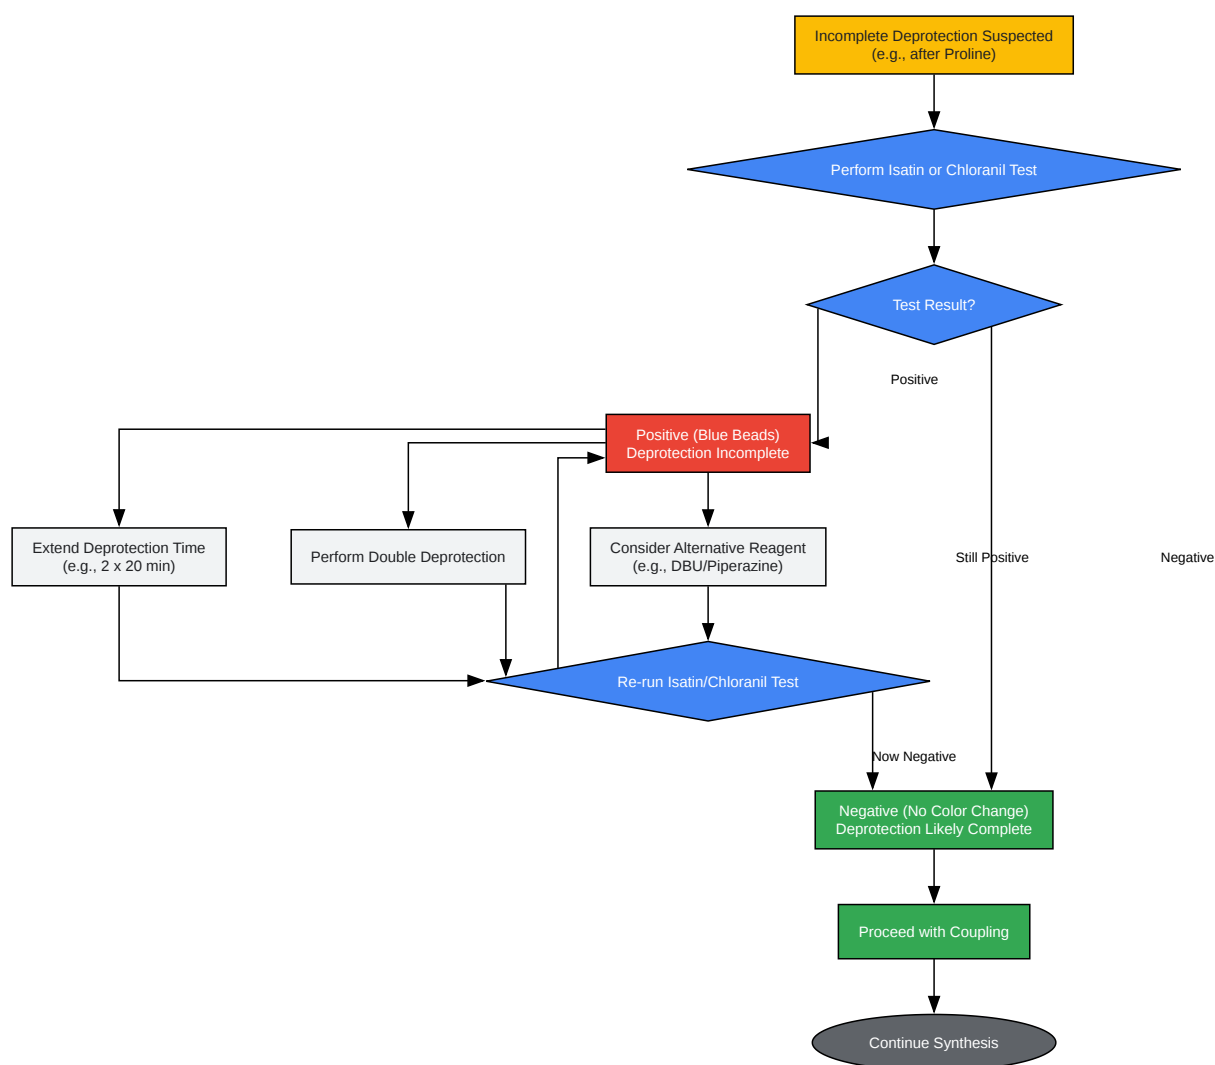 Incomplete Deprotection Suspected
(e.g., after Proline)
Perform Isatin or Chloranil Test
Test Result?
Positive
Positive (Blue Beads)
Deprotection Incomplete
Extend Deprotection Time
(e.g., 2 x 20 min)
Perform Double Deprotection
Consider Alternative Reagent
(e.g., DBU/Piperazine)
Still Positive
Negative
Re-run Isatin/Chloranil Test
Now Negative
Negative (No Color Change)
Deprotection Likely Complete
Proceed with Coupling
Continue Synthesis